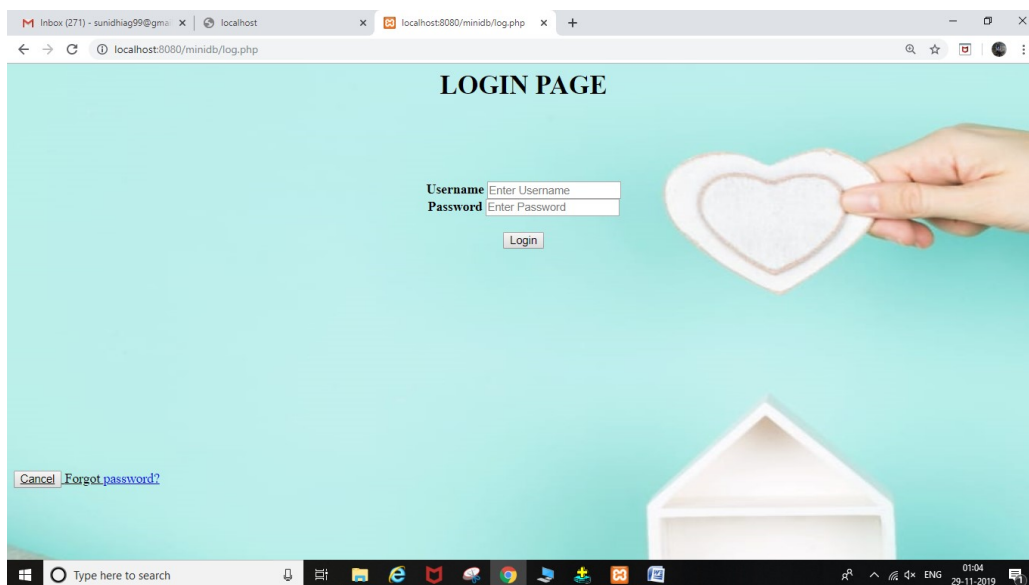 Inbox (271) - sunidhiag99@gmai
localhost
localhost:8080/minidb/log.php
localhost:8080/minidb/log.php
LOGIN PAGE
Username Enter Username
Password Enter Password
Login
Cancel Forgot password?
Type here to search
ENG
01:04
29-11-2019